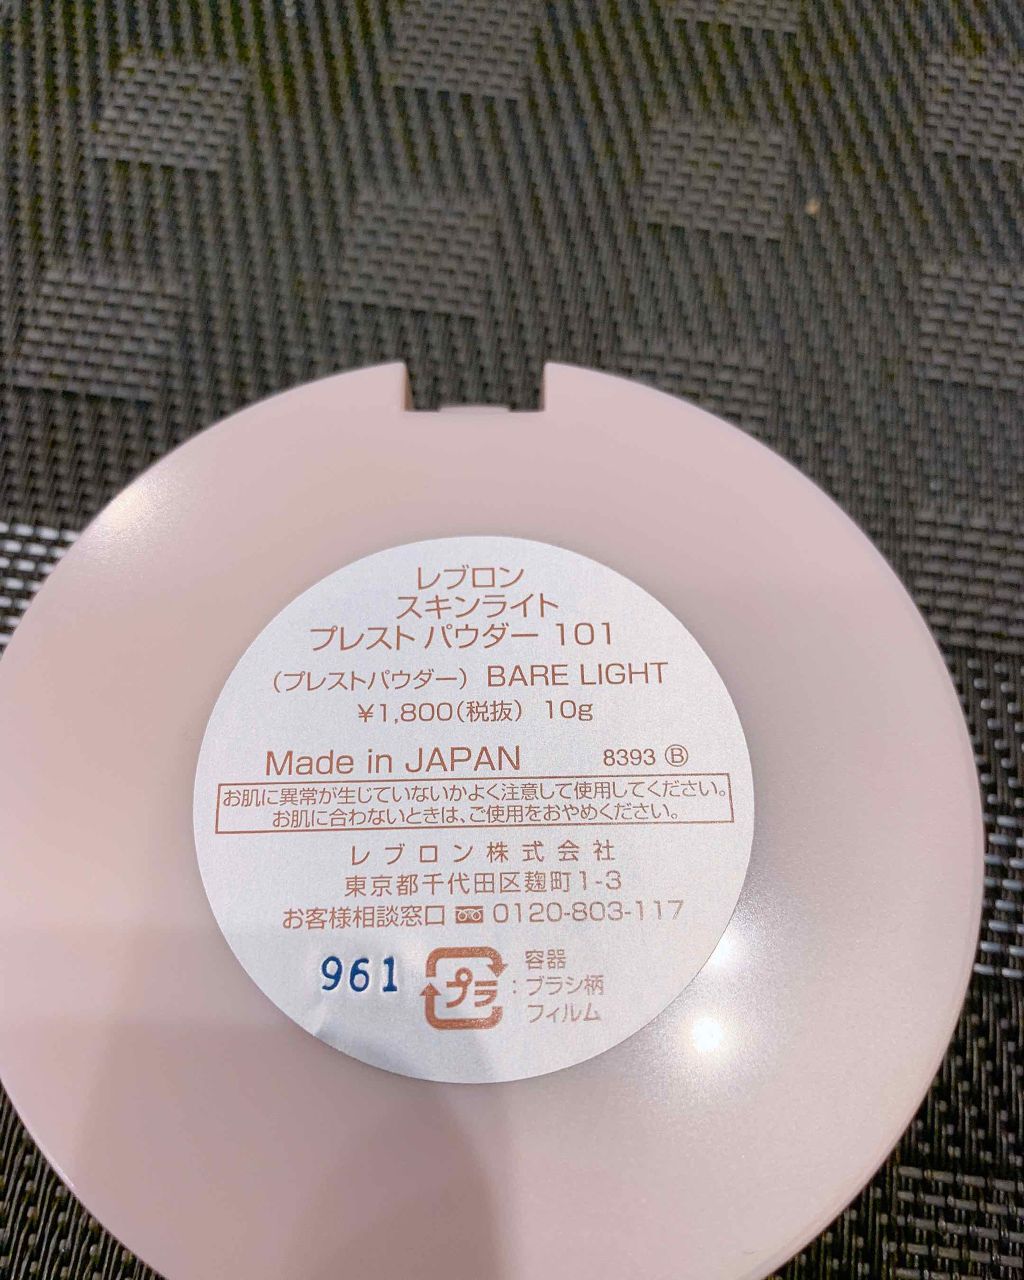 レブロン
スキンライト
プレスト パウダー 101
（プレストパウダー） BARE LIGHT
¥1,800（税抜） 10g
Made in JAPAN 8393 Ⓑ
お肌に異常が生じていないかよく注意して使用してください。
お肌に合わないときは、ご使用をおやめください。
レブロン株式会社
東京都千代田区麹町1-3
お客様相談窓口 0120-803-117
961
プラ
容器
：ブラシ柄
フィルム